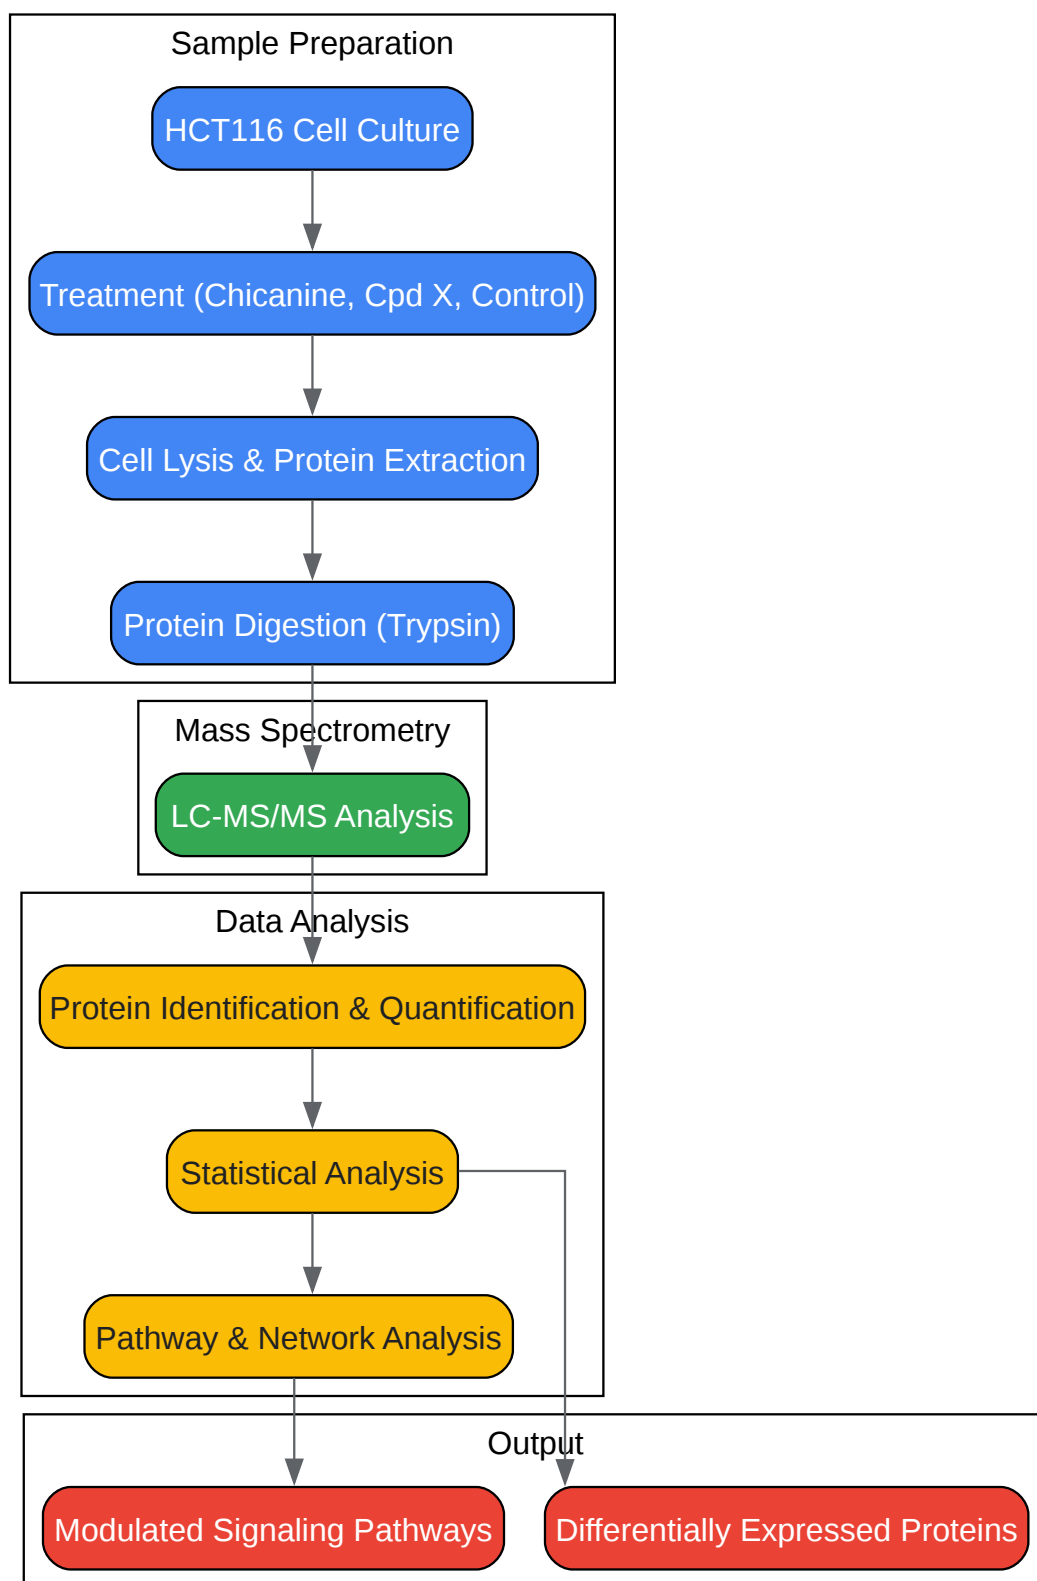 Sample Preparation
HCT116 Cell Culture
Treatment (Chicanine, Cpd X, Control)
Cell Lysis & Protein Extraction
Protein Digestion (Trypsin)
Mass Spectrometry
LC-MS/MS Analysis
Data Analysis
Protein Identification & Quantification
Statistical Analysis
Pathway & Network Analysis
Output
Modulated Signaling Pathways
Differentially Expressed Proteins